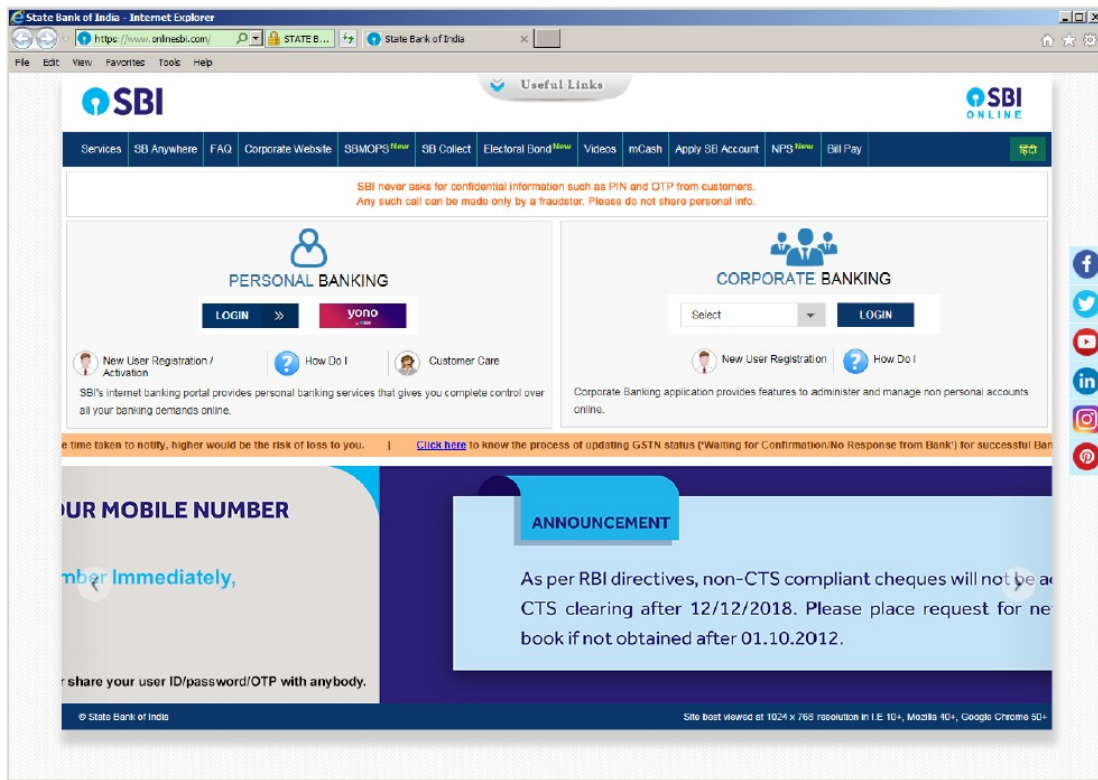 State Bank of India - Internet Explorer
https://www.onlinesbi.com/ STATE B... State Bank of India
File Edit View Favorites Tools Help
Useful Links
SBI
SBI
ONLINE
Services SB Anywhere FAQ Corporate Website SBMOPS New SB Collect Electoral Bond New Videos mCash Apply SB Account NPS New Bill Pay हिंदी
SBI never asks for confidential information such as PIN and OTP from customers.
Any such call can be made only by a fraudster. Please do not share personal info.
PERSONAL BANKING
LOGIN »
yono
New User Registration /
Activation
How Do I
Customer Care
SBI's internet banking portal provides personal banking services that gives you complete control over
all your banking demands online.
CORPORATE BANKING
Select LOGIN
New User Registration How Do I
Corporate Banking application provides features to administer and manage non personal accounts
online.
e time taken to notify, higher would be the risk of loss to you. | Click here to know the process of updating GSTN status ('Waiting for Confirmation/No Response from Bank') for successful Ban
OUR MOBILE NUMBER
mber Immediately,
r share your user ID/password/OTP with anybody.
ANNOUNCEMENT
As per RBI directives, non-CTS compliant cheques will not be a
CTS clearing after 12/12/2018. Please place request for ne
book if not obtained after 01.10.2012.
© State Bank of India
Site best viewed at 1024 x 768 resolution in I.E 10+, Mozilla 40+, Google Chrome 50+